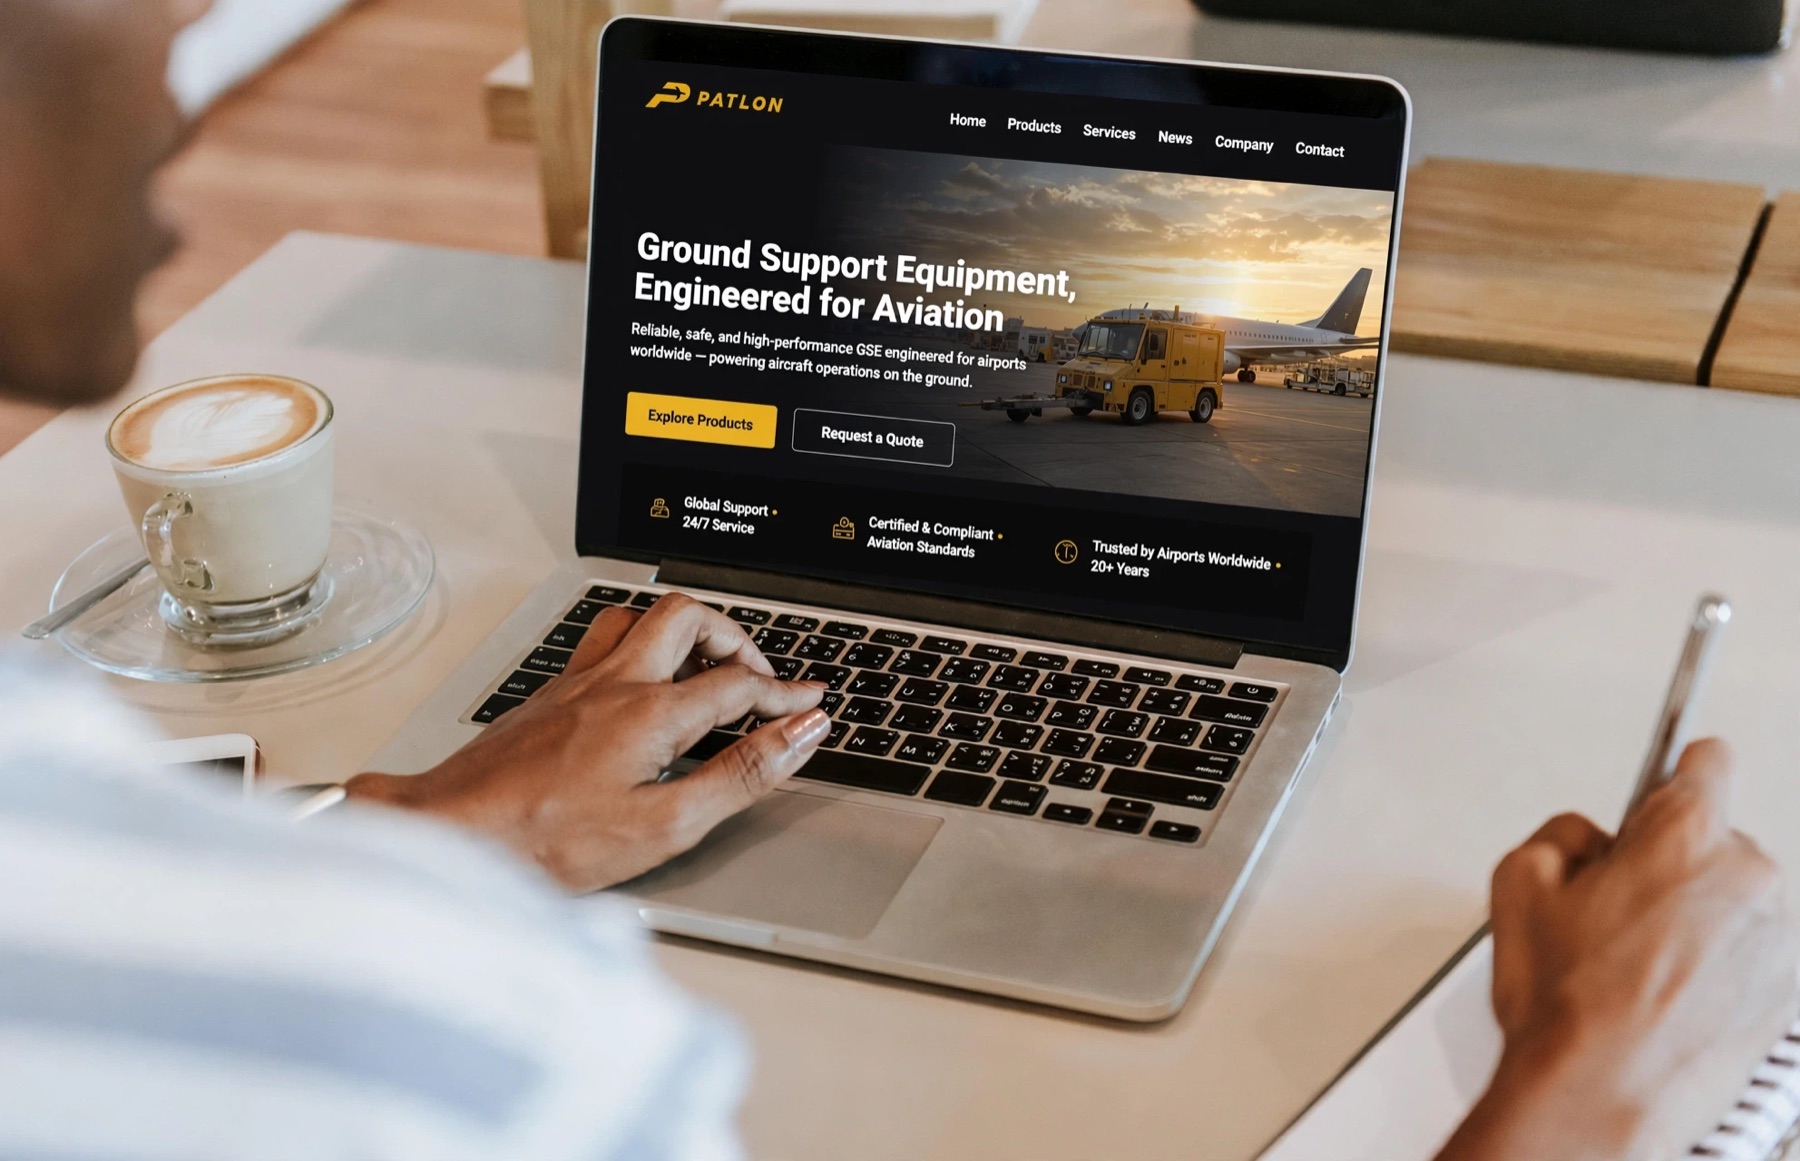 PATLON
Home Products Services News Company Contact
Ground Support Equipment,
Engineered for Aviation
Reliable, safe, and high-performance GSE engineered for airports
worldwide — powering aircraft operations on the ground.
Explore Products
Request a Quote
Global Support •
24/7 Service
Certified & Compliant •
Aviation Standards
Trusted by Airports Worldwide •
20+ Years